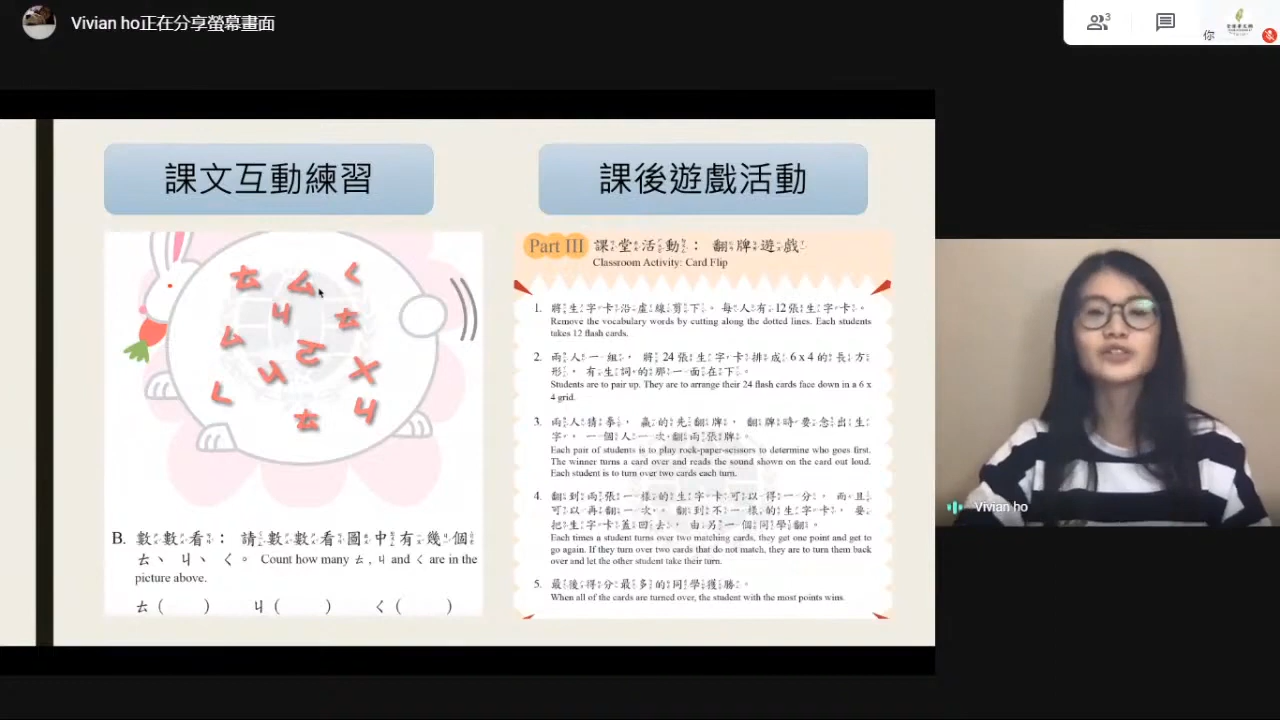 Vivian ho正在分享螢幕畫面
3
你
課文互動練習
課後遊戲活動
ㄊ ㄙ ㄑ
ㄐ ㄊ
ㄊ
B. 數數看： 請數數看圖中有幾個
ㄊ、ㄐ、ㄑ。 Count how many ㄊ, ㄐ and ㄑ are in the
picture above.
ㄊ (    ) ㄐ (    ) ㄑ (    )
Part III 課堂活動： 翻牌遊戲
Classroom Activity: Card Flip
1. 將生字卡沿虛線剪下。 每人有 12 張生字卡。
Remove the vocabulary words by cutting along the dotted lines. Each students
takes 12 flash cards.
2. 兩人一組， 將 24 張生字卡排成 6 x 4 的長方
形， 有生詞的那一面在下。
Students are to pair up. They are to arrange their 24 flash cards face down in a 6 x
4 grid.
3. 兩人猜拳， 贏的先翻牌， 翻牌時要念出生
字， 一個人一次翻兩張牌。
Each pair of students is to play rock-paper-scissors to determine who goes first.
The winner turns a card over and reads the sound shown on the card out loud.
Each student is to turn over two cards each turn.
4. 翻到兩張一樣的生字卡可以得一分， 而且
可以再翻一次。 翻到不一樣的生字卡， 要
把生字卡蓋回去， 由另一個同學翻。
Each times a student turns over two matching cards, they get one point and get to
go again. If they turn over two cards that do not match, they are to turn them back
over and let the other student take their turn.
5. 最後得分最多的同學獲勝。
When all of the cards are turned over, the student with the most points wins.
Vivian ho